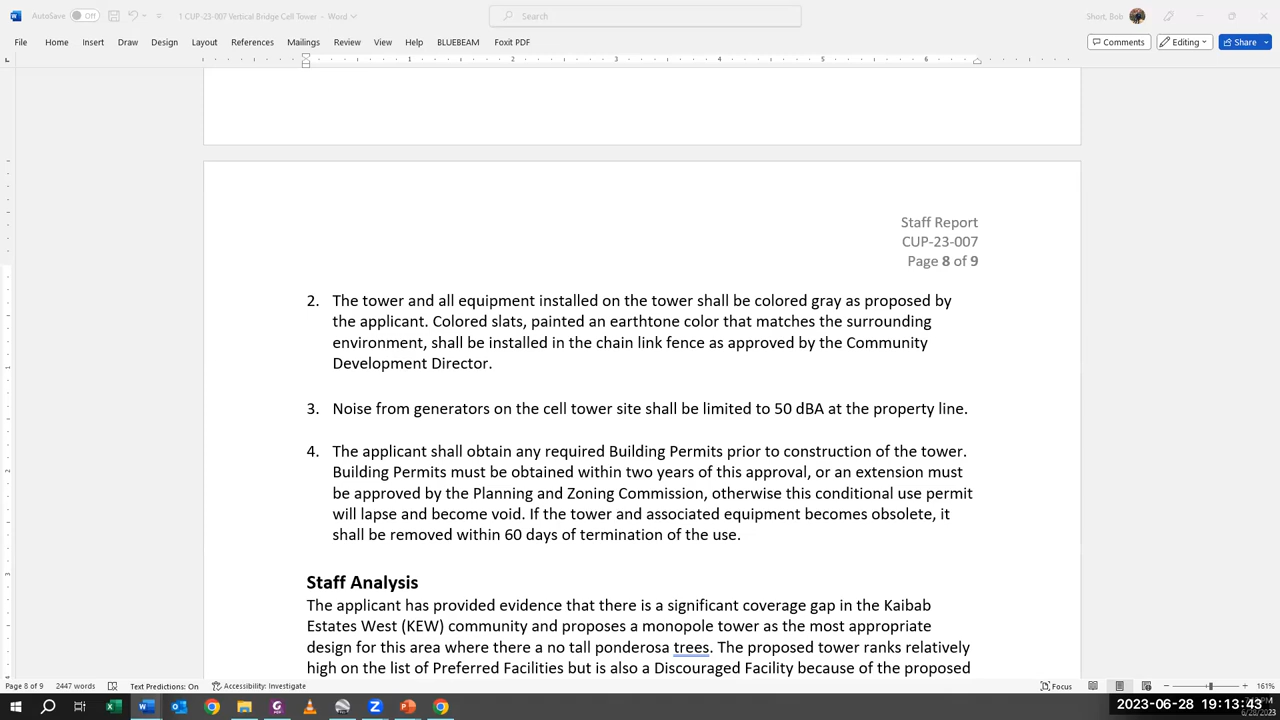 AutoSave Off 1 CUP-23-007 Vertical Bridge Cell Tower - Word Search Short, Bob
File Home Insert Draw Design Layout References Mailings Review View Help BLUEBEAM Foxit PDF Comments Editing Share
1 2 3 4 5 6
Staff Report
CUP-23-007
Page 8 of 9
2. The tower and all equipment installed on the tower shall be colored gray as proposed by
the applicant. Colored slats, painted an earthtone color that matches the surrounding
environment, shall be installed in the chain link fence as approved by the Community
Development Director.
3. Noise from generators on the cell tower site shall be limited to 50 dBA at the property line.
4. The applicant shall obtain any required Building Permits prior to construction of the tower.
Building Permits must be obtained within two years of this approval, or an extension must
be approved by the Planning and Zoning Commission, otherwise this conditional use permit
will lapse and become void. If the tower and associated equipment becomes obsolete, it
shall be removed within 60 days of termination of the use.
Staff Analysis
The applicant has provided evidence that there is a significant coverage gap in the Kaibab
Estates West (KEW) community and proposes a monopole tower as the most appropriate
design for this area where there a no tall ponderosa trees. The proposed tower ranks relatively
high on the list of Preferred Facilities but is also a Discouraged Facility because of the proposed
Page 8 of 9 2447 words Text Predictions: On Accessibility: Investigate Focus 161%
2023-06-28 19:13:43